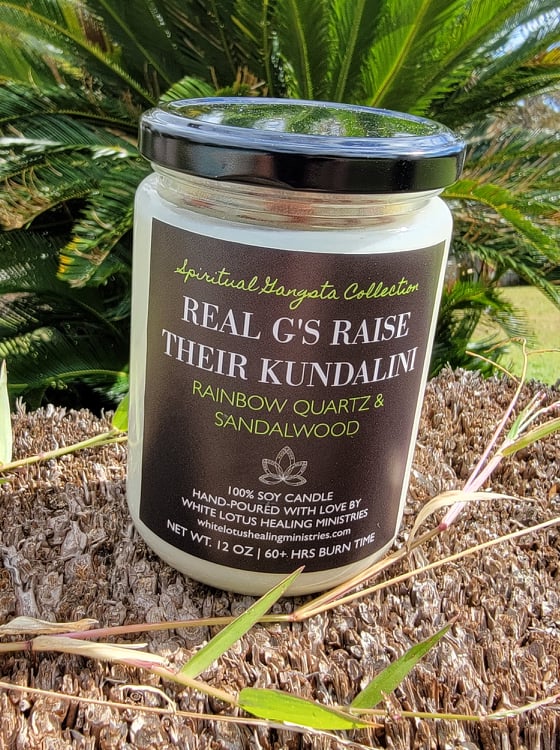 Spiritual Gangsta Collection
REAL G'S RAISE
THEIR KUNDALINI
RAINBOW QUARTZ &
SANDALWOOD
100% SOY CANDLE
HAND-POURED WITH LOVE BY
WHITE LOTUS HEALING MINISTRIES
whitelotushealingministries.com
NET WT. 12 OZ | 60+ HRS BURN TIME